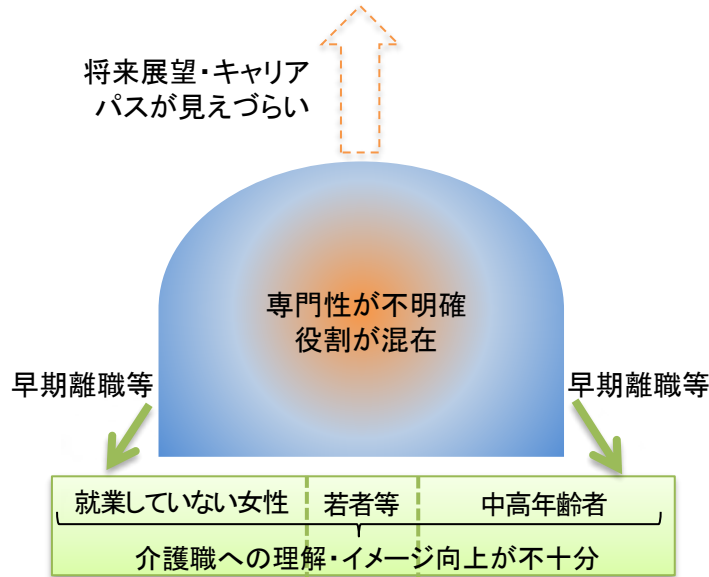 将来展望・キャリア
パスが見えづらい
専門性が不明確
役割が混在
早期離職等
早期離職等
就業していない女性
若者等
中高年齢者
介護職への理解・イメージ向上が不十分